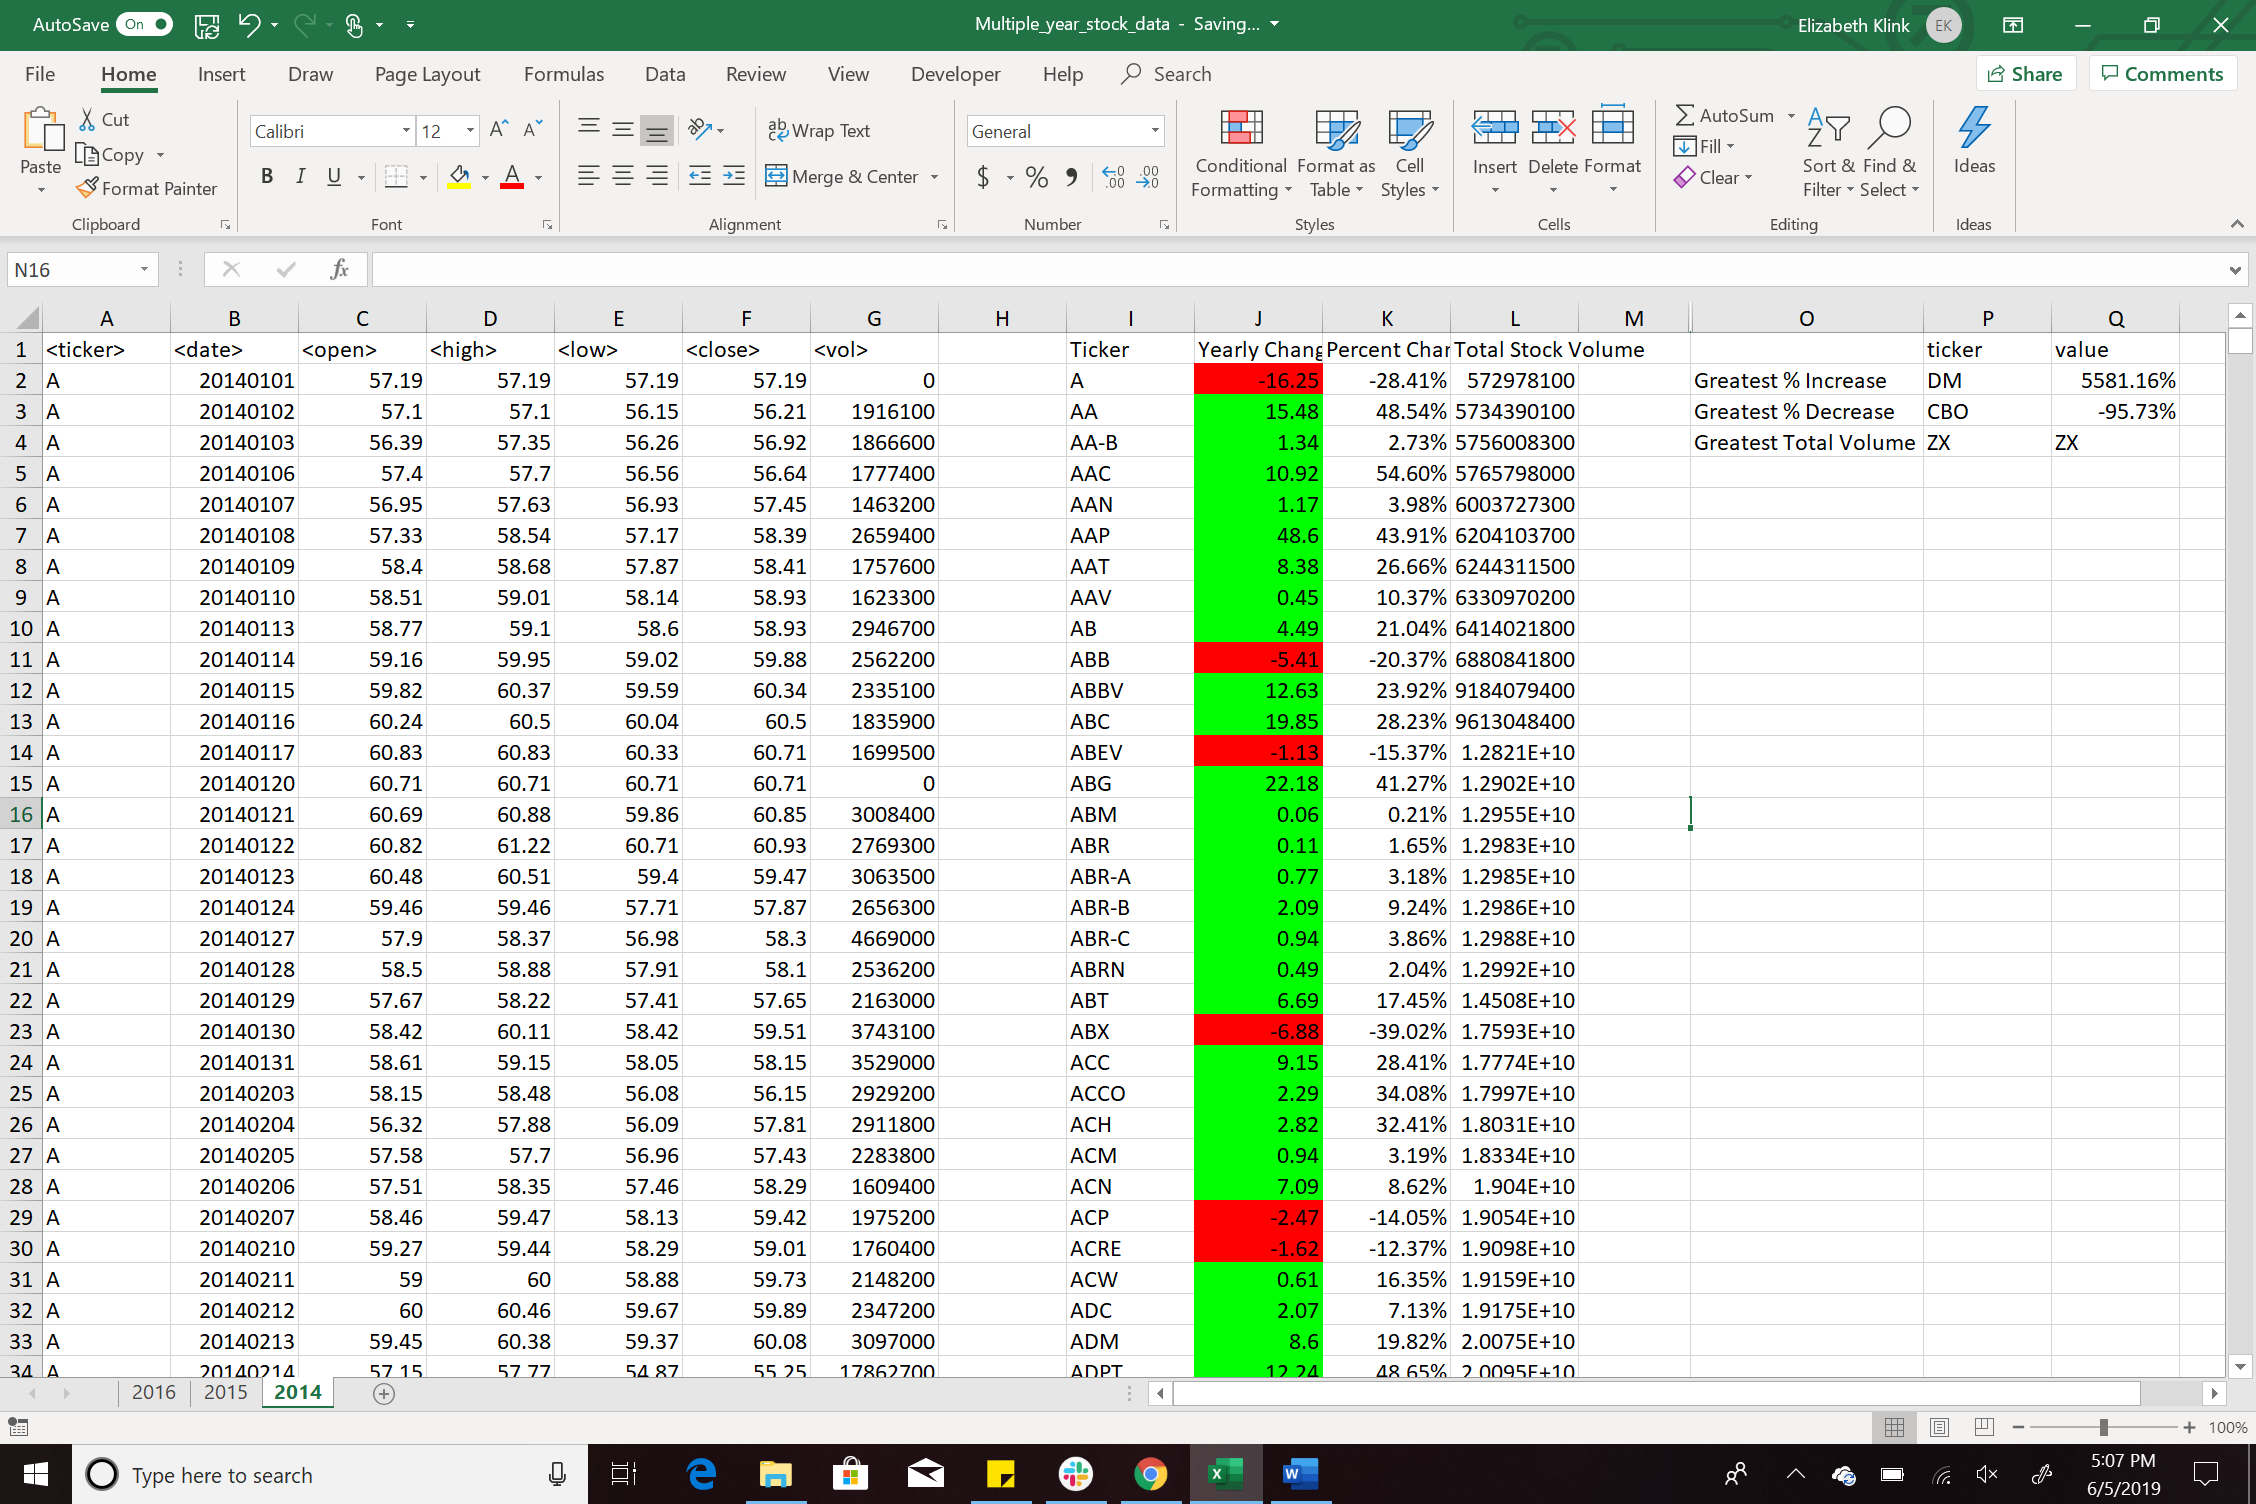 AutoSave On Multiple_year_stock_data - Saving... Elizabeth Klink EK
File Home Insert Draw Page Layout Formulas Data Review View Developer Help Search Share Comments
Paste Cut Copy Format Painter Clipboard
Calibri 12 B I U A Font
Wrap Text Merge & Center Alignment
General $ % Number
Conditional Formatting Format as Table Cell Styles Styles
Insert Delete Format Cells
AutoSum Fill Clear Sort & Filter Find & Select Editing
Ideas Ideas
N16 fx
A B C D E F G H I J K L M O P Q
1 <ticker> <date> <open> <high> <low> <close> <vol> Ticker Yearly Chang Percent Char Total Stock Volume ticker value
2 A 20140101 57.19 57.19 57.19 57.19 0 A -16.25 -28.41% 572978100 Greatest % Increase DM 5581.16%
3 A 20140102 57.1 57.1 56.15 56.21 1916100 AA 15.48 48.54% 5734390100 Greatest % Decrease CBO -95.73%
4 A 20140103 56.39 57.35 56.26 56.92 1866600 AA-B 1.34 2.73% 5756008300 Greatest Total Volume ZX ZX
5 A 20140106 57.4 57.7 56.56 56.64 1777400 AAC 10.92 54.60% 5765798000
6 A 20140107 56.95 57.63 56.93 57.45 1463200 AAN 1.17 3.98% 6003727300
7 A 20140108 57.33 58.54 57.17 58.39 2659400 AAP 48.6 43.91% 6204103700
8 A 20140109 58.4 58.68 57.87 58.41 1757600 AAT 8.38 26.66% 6244311500
9 A 20140110 58.51 59.01 58.14 58.93 1623300 AAV 0.45 10.37% 6330970200
10 A 20140113 58.77 59.1 58.6 58.93 2946700 AB 4.49 21.04% 6414021800
11 A 20140114 59.16 59.95 59.02 59.88 2562200 ABB -5.41 -20.37% 6880841800
12 A 20140115 59.82 60.37 59.59 60.34 2335100 ABBV 12.63 23.92% 9184079400
13 A 20140116 60.24 60.5 60.04 60.5 1835900 ABC 19.85 28.23% 9613048400
14 A 20140117 60.83 60.83 60.33 60.71 1699500 ABEV -1.13 -15.37% 1.2821E+10
15 A 20140120 60.71 60.71 60.71 60.71 0 ABG 22.18 41.27% 1.2902E+10
16 A 20140121 60.69 60.88 59.86 60.85 3008400 ABM 0.06 0.21% 1.2955E+10
17 A 20140122 60.82 61.22 60.71 60.93 2769300 ABR 0.11 1.65% 1.2983E+10
18 A 20140123 60.48 60.51 59.4 59.47 3063500 ABR-A 0.77 3.18% 1.2985E+10
19 A 20140124 59.46 59.46 57.71 57.87 2656300 ABR-B 2.09 9.24% 1.2986E+10
20 A 20140127 57.9 58.37 56.98 58.3 4669000 ABR-C 0.94 3.86% 1.2988E+10
21 A 20140128 58.5 58.88 57.91 58.1 2536200 ABRN 0.49 2.04% 1.2992E+10
22 A 20140129 57.67 58.22 57.41 57.65 2163000 ABT 6.69 17.45% 1.4508E+10
23 A 20140130 58.42 60.11 58.42 59.51 3743100 ABX -6.88 -39.02% 1.7593E+10
24 A 20140131 58.61 59.15 58.05 58.15 3529000 ACC 9.15 28.41% 1.7774E+10
25 A 20140203 58.15 58.48 56.08 56.15 2929200 ACCO 2.29 34.08% 1.7997E+10
26 A 20140204 56.32 57.88 56.09 57.81 2911800 ACH 2.82 32.41% 1.8031E+10
27 A 20140205 57.58 57.7 56.96 57.43 2283800 ACM 0.94 3.19% 1.8334E+10
28 A 20140206 57.51 58.35 57.46 58.29 1609400 ACN 7.09 8.62% 1.904E+10
29 A 20140207 58.46 59.47 58.13 59.42 1975200 ACP -2.47 -14.05% 1.9054E+10
30 A 20140210 59.27 59.44 58.29 59.01 1760400 ACRE -1.62 -12.37% 1.9098E+10
31 A 20140211 59 60 58.88 59.73 2148200 ACW 0.61 16.35% 1.9159E+10
32 A 20140212 60 60.46 59.67 59.89 2347200 ADC 2.07 7.13% 1.9175E+10
33 A 20140213 59.45 60.38 59.37 60.08 3097000 ADM 8.6 19.82% 2.0075E+10
34 A 20140214 57.15 57.77 54.87 55.25 17862700 ADPT 12.24 48.65% 2.0095E+10
2016 2015 2014
100%
Type here to search
5:07 PM
6/5/2019